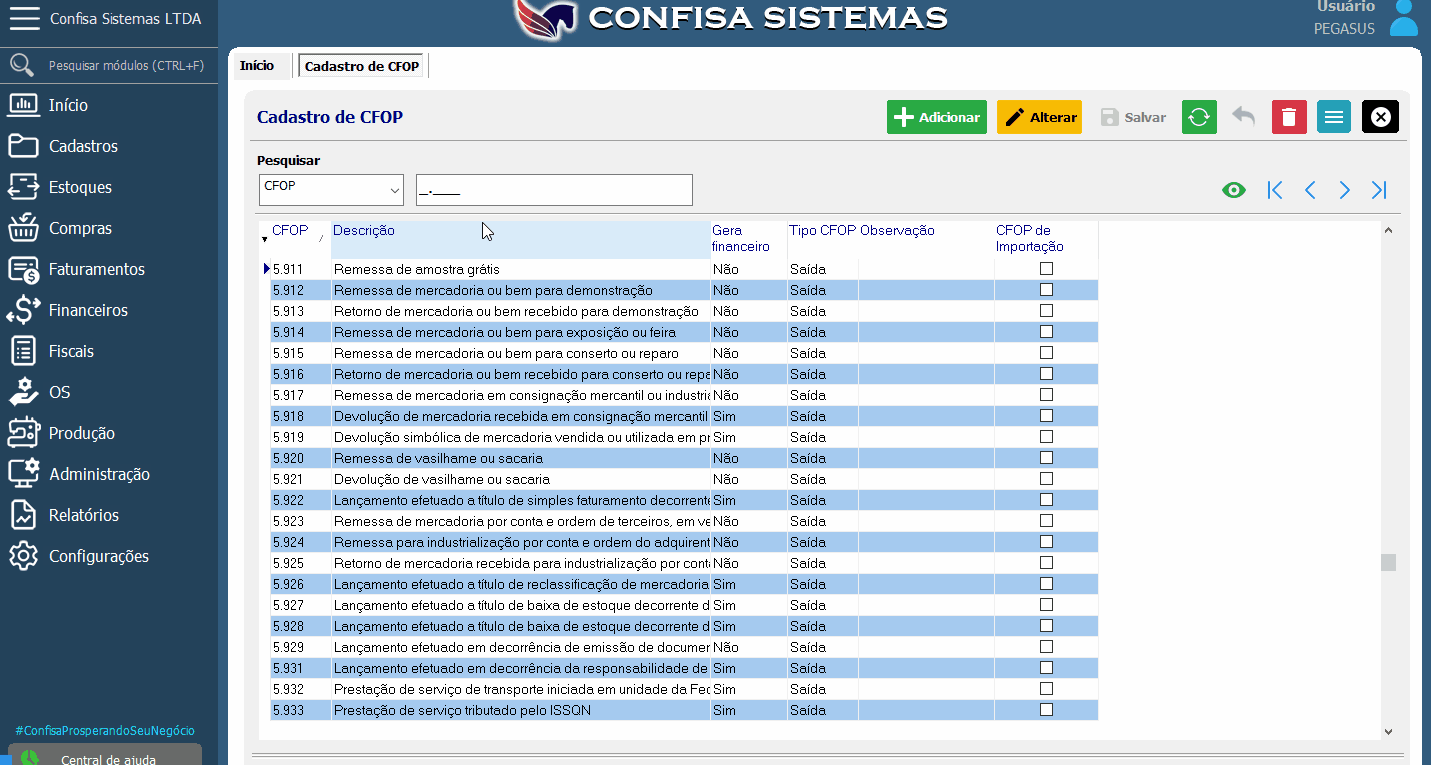 Confisa Sistemas LTDA
CONFISA SISTEMAS
Usuário
PEGASUS
Pesquisar módulos (CTRL+F)
Início
Cadastros
Estoques
Compras
Faturamentos
Financeiros
Fiscais
OS
Produção
Administração
Relatórios
Configurações
#ConfisaProsperandoSeuNegócio
Central de ajuda
Início Cadastro de CFOP
Cadastro de CFOP
Adicionar Alterar Salvar
Pesquisar
CFOP _.___
CFOP Descrição Gera financeiro Tipo CFOP Observação CFOP de Importação
5.911 Remessa de amostra grátis Não Saída
5.912 Remessa de mercadoria ou bem para demonstração Não Saída
5.913 Retorno de mercadoria ou bem recebido para demonstração Não Saída
5.914 Remessa de mercadoria ou bem para exposição ou feira Não Saída
5.915 Remessa de mercadoria ou bem para conserto ou reparo Não Saída
5.916 Retorno de mercadoria ou bem recebido para conserto ou repa Não Saída
5.917 Remessa de mercadoria em consignação mercantil ou industria Não Saída
5.918 Devolução de mercadoria recebida em consignação mercantil Sim Saída
5.919 Devolução simbólica de mercadoria vendida ou utilizada em pr Sim Saída
5.920 Remessa de vasilhame ou sacaria Não Saída
5.921 Devolução de vasilhame ou sacaria Não Saída
5.922 Lançamento efetuado a título de simples faturamento decorrente Sim Saída
5.923 Remessa de mercadoria por conta e ordem de terceiros, em ve Não Saída
5.924 Remessa para industrialização por conta e ordem do adquirent Não Saída
5.925 Retorno de mercadoria recebida para industrialização por conta Não Saída
5.926 Lançamento efetuado a título de reclassificação de mercadoria Sim Saída
5.927 Lançamento efetuado a título de baixa de estoque decorrente d Sim Saída
5.928 Lançamento efetuado a título de baixa de estoque decorrente d Sim Saída
5.929 Lançamento efetuado em decorrência de emissão de documer Não Saída
5.931 Lançamento efetuado em decorrência da responsabilidade de Sim Saída
5.932 Prestação de serviço de transporte iniciada em unidade da Fed Sim Saída
5.933 Prestação de serviço tributado pelo ISSQN Sim Saída